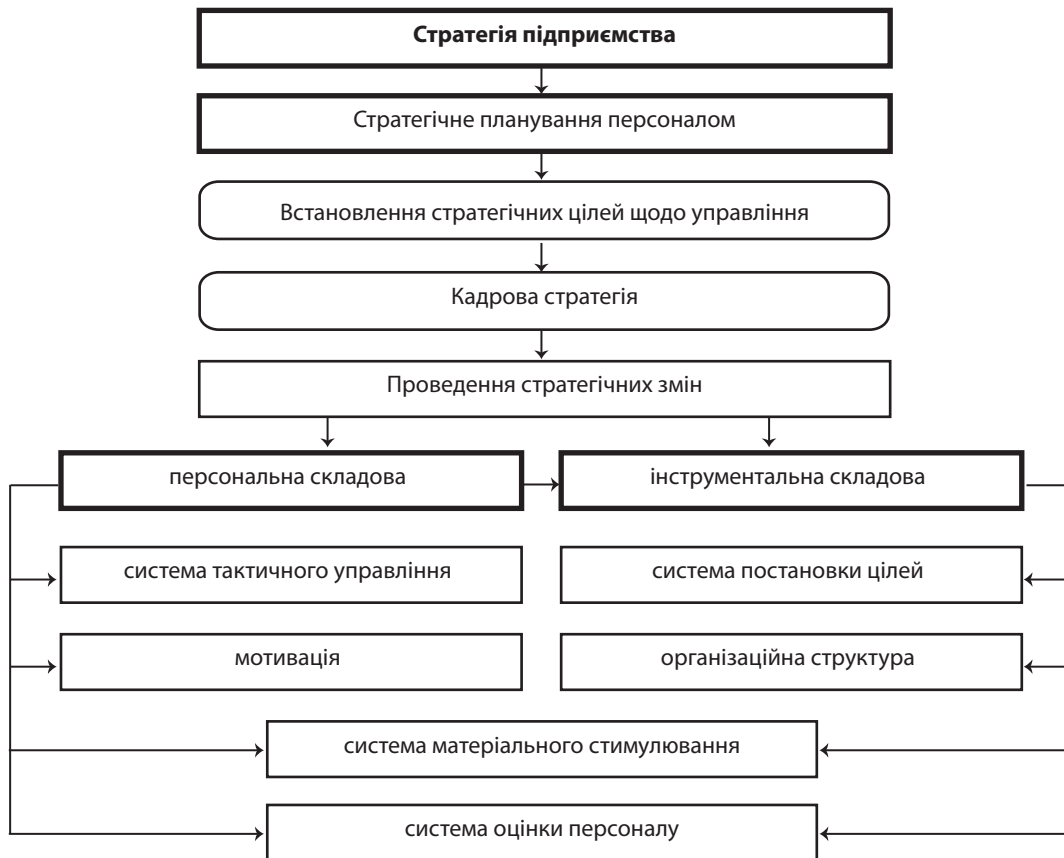 Стратегія підприємства
Стратегічне планування персоналом
Встановлення стратегічних цілей щодо управління
Кадрова стратегія
Проведення стратегічних змін
персональна складова
інструментальна складова
система тактичного управління
система постановки цілей
мотивація
організаційна структура
система матеріального стимулювання
система оцінки персоналу